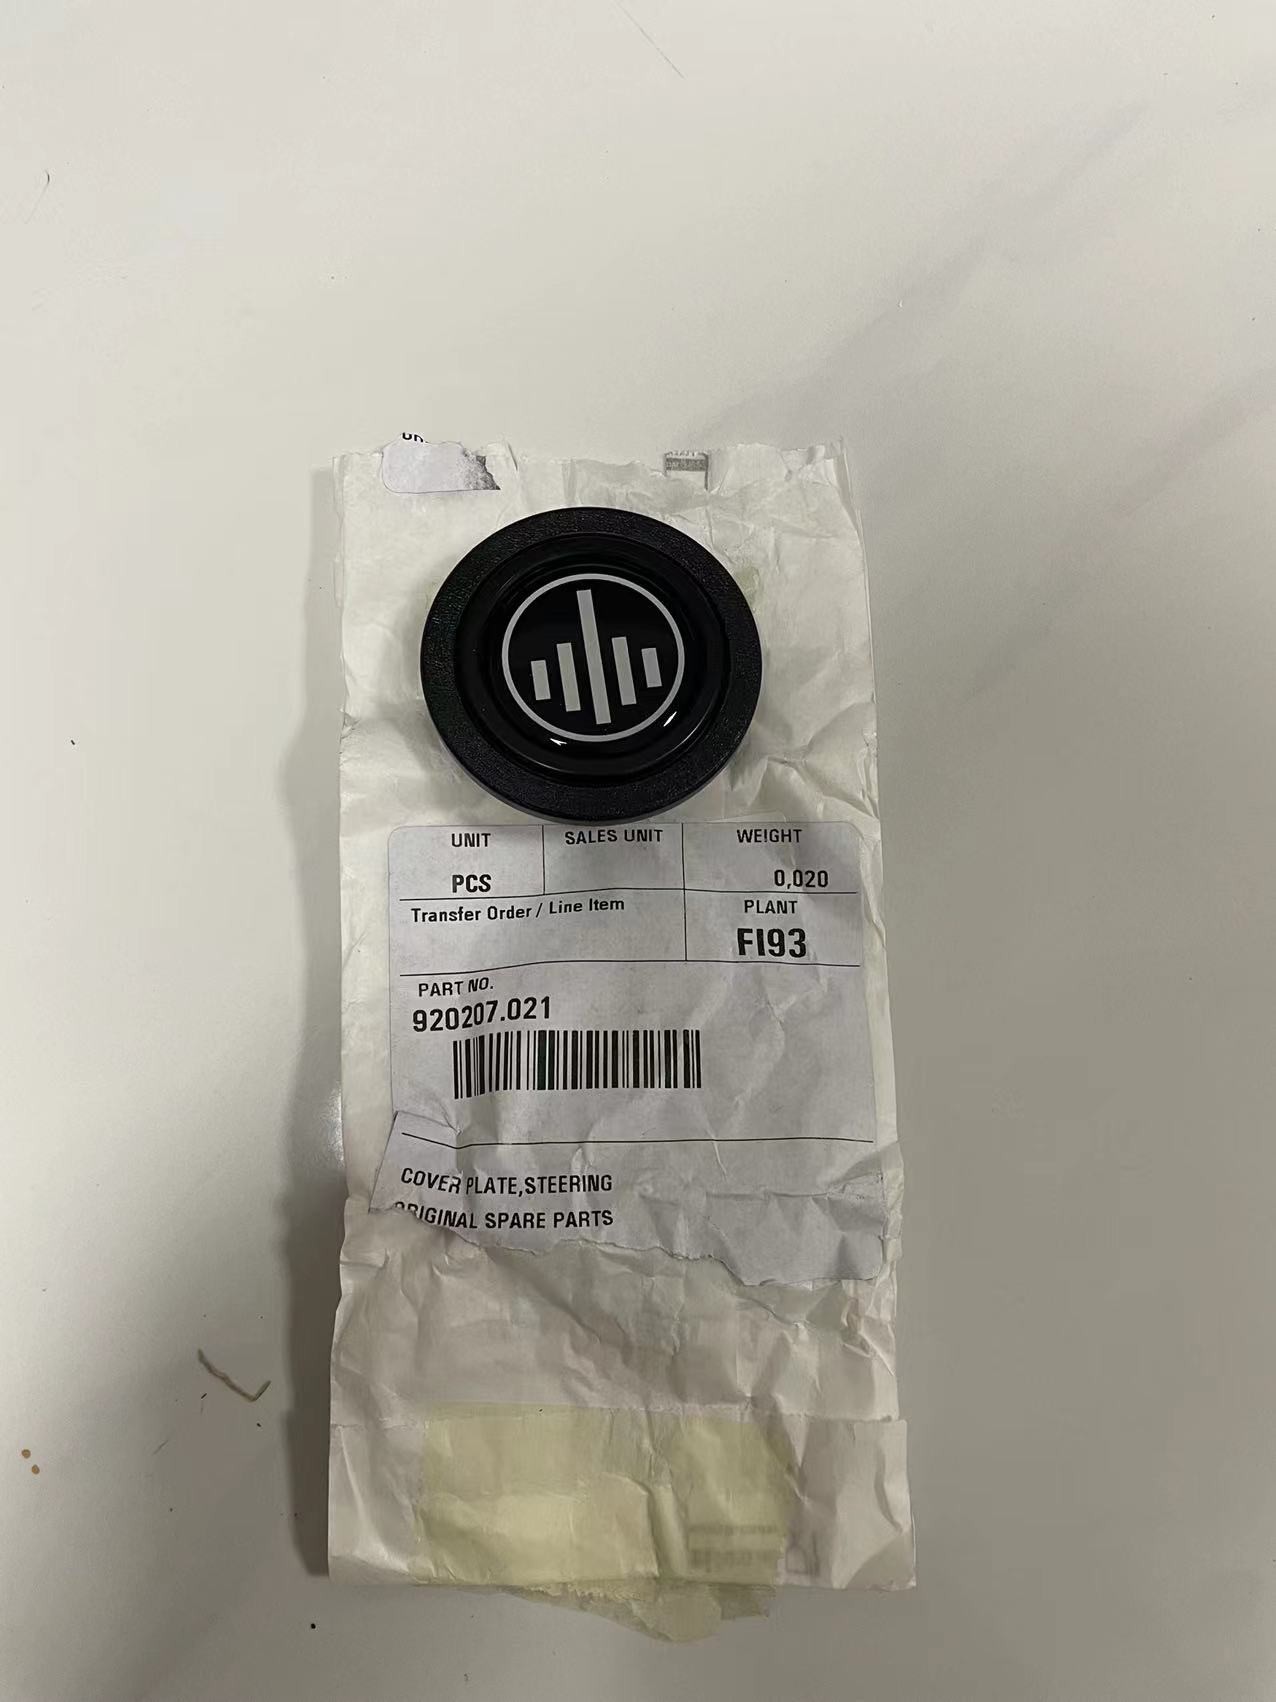 UNIT SALES UNIT WEIGHT
PCS 0,020
Transfer Order / Line Item PLANT
FI93
PART NO.
920207.021
COVER PLATE,STEERING
ORIGINAL SPARE PARTS